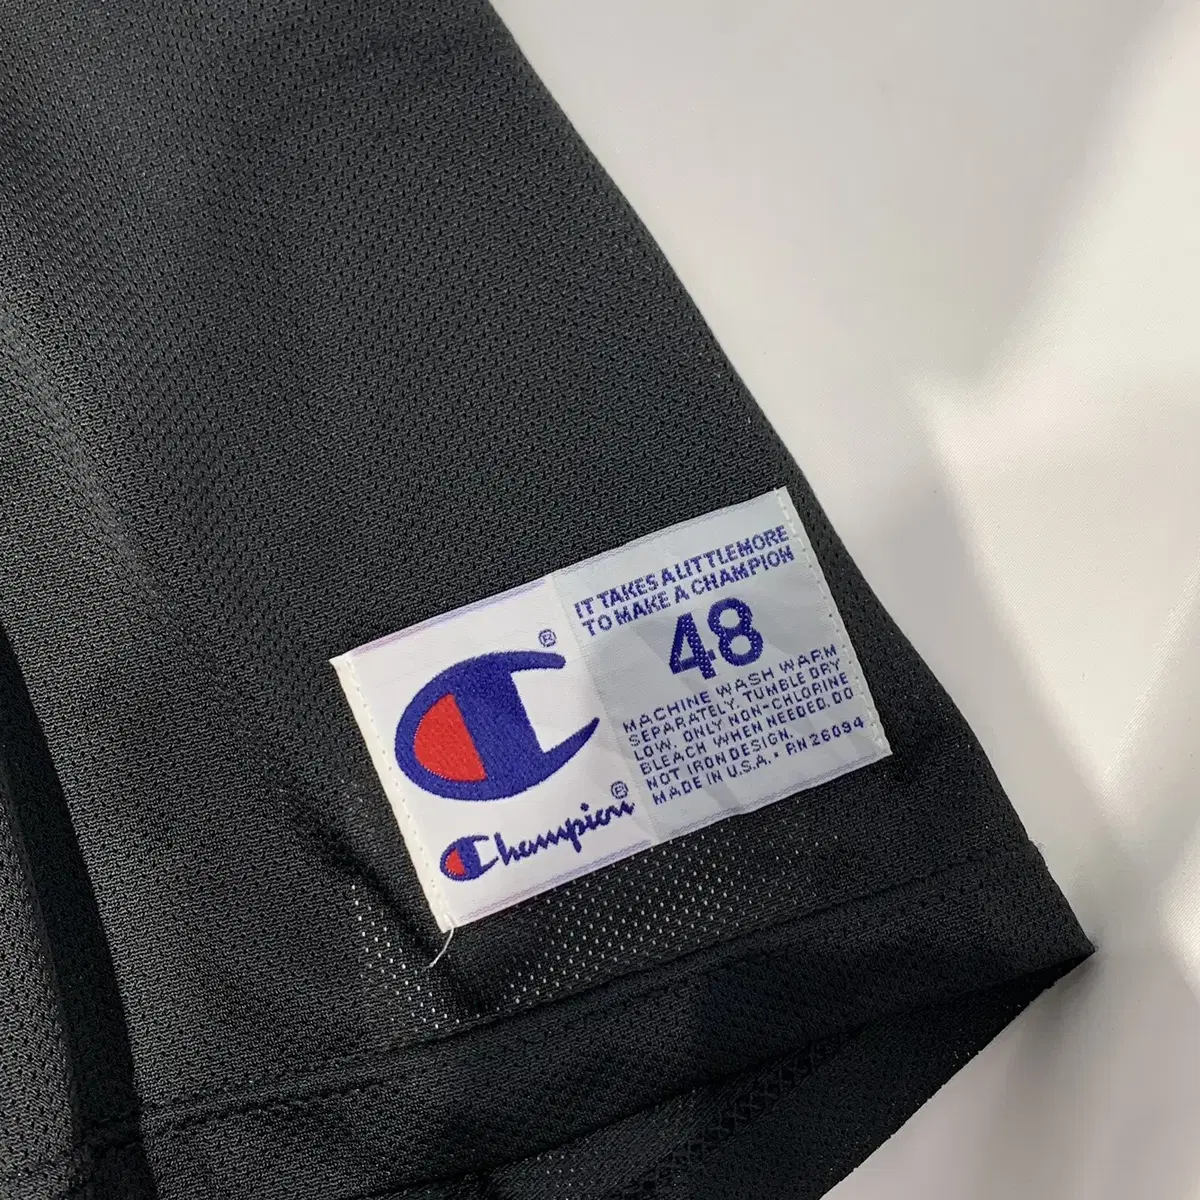 ®
Champion®
IT TAKES A LITTLE MORE
TO MAKE A CHAMPION
48
MACHINE WASH WARM
SEPARATELY. TUMBLE DRY
LOW. ONLY NON-CHLORINE
BLEACH WHEN NEEDED. DO
NOT IRON DESIGN.
MADE IN U.S.A. • RN 26094